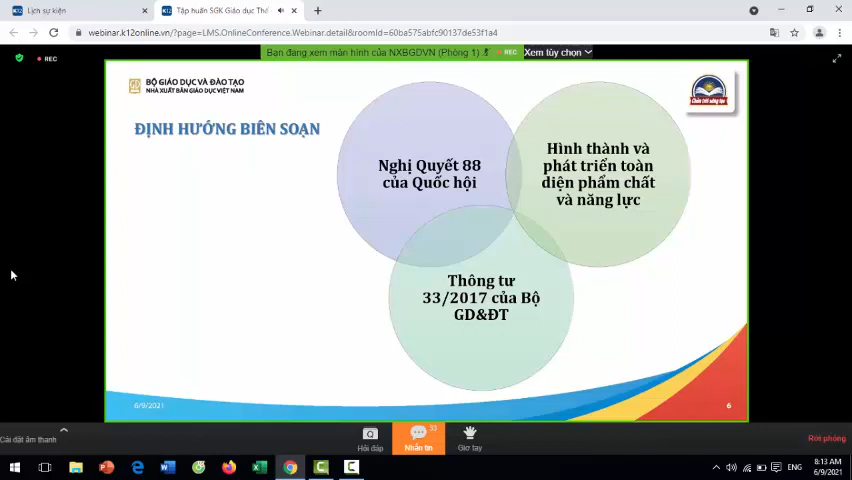 Lịch sự kiện
Tập huấn SGK Giáo dục Thể
webinar.k12online.vn/?page=LMS.OnlineConference.Webinar.detail&roomId=60ba575abfc90137de53f1a4
REC
Bạn đang xem màn hình của NXBGDVN (Phòng 1)
REC
Xem tùy chọn
BỘ GIÁO DỤC VÀ ĐÀO TẠO
NHÀ XUẤT BẢN GIÁO DỤC VIỆT NAM
Chân trời sáng tạo
ĐỊNH HƯỚNG BIÊN SOẠN
Nghị Quyết 88
của Quốc hội
Hình thành và
phát triển toàn
diện phẩm chất
và năng lực
Thông tư
33/2017 của Bộ
GD&ĐT
6/9/2021
6
Cài đặt âm thanh
Hỏi đáp
33
Nhắn tin
Giơ tay
Rời phòng
ENG
8:13 AM
6/9/2021